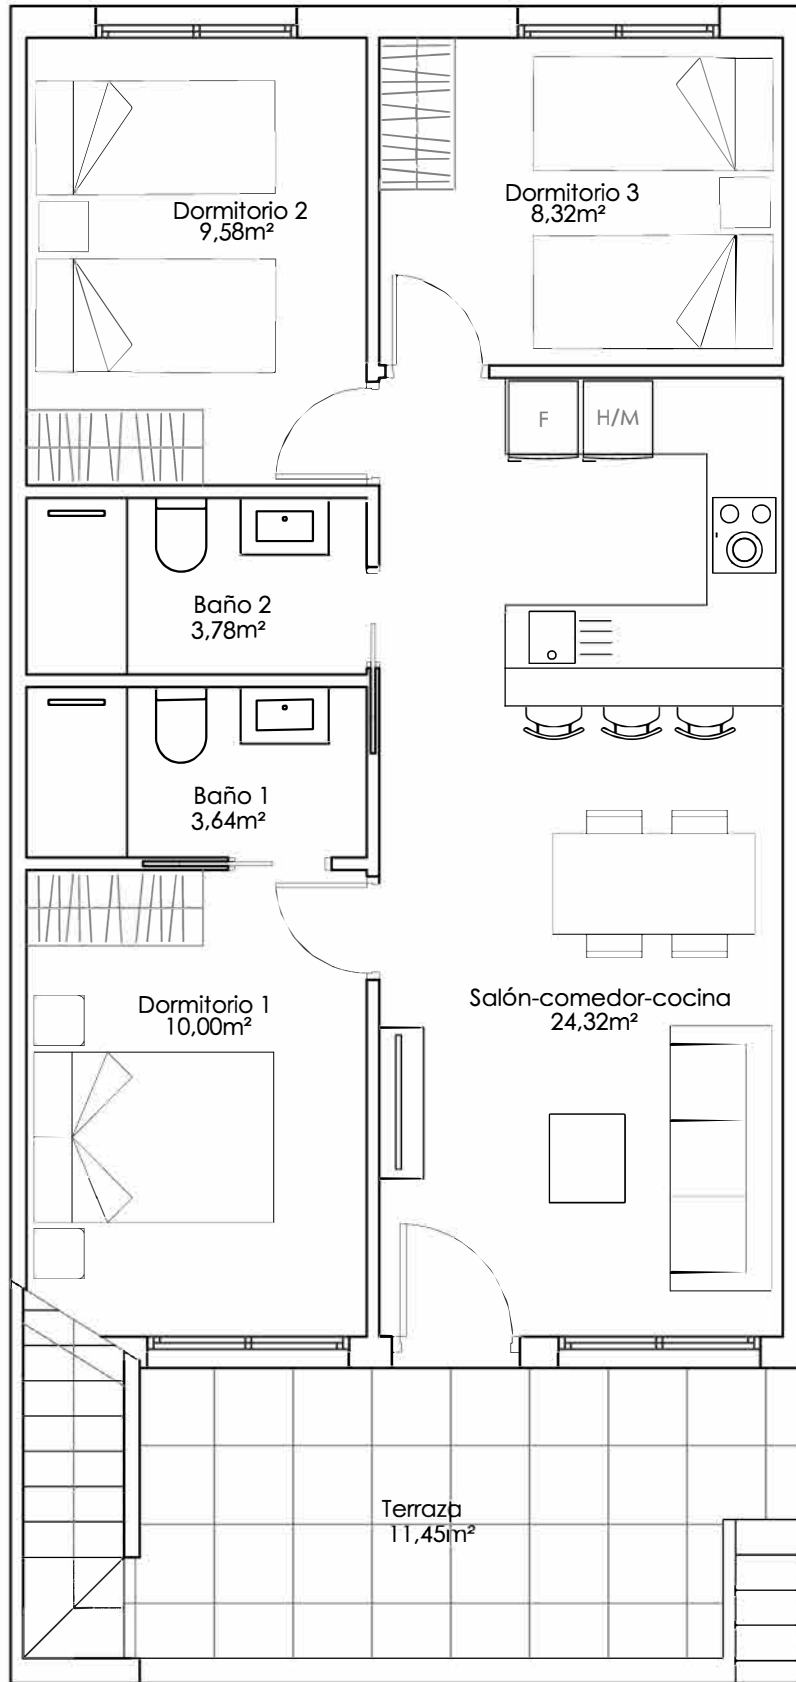 Dormitorio 2
9,58m²
Dormitorio 3
8,32m²
F
H/M
Baño 2
3,78m²
Baño 1
3,64m²
Dormitorio 1
10,00m²
Salón-comedor-cocina
24,32m²
Terraza
11,45m²